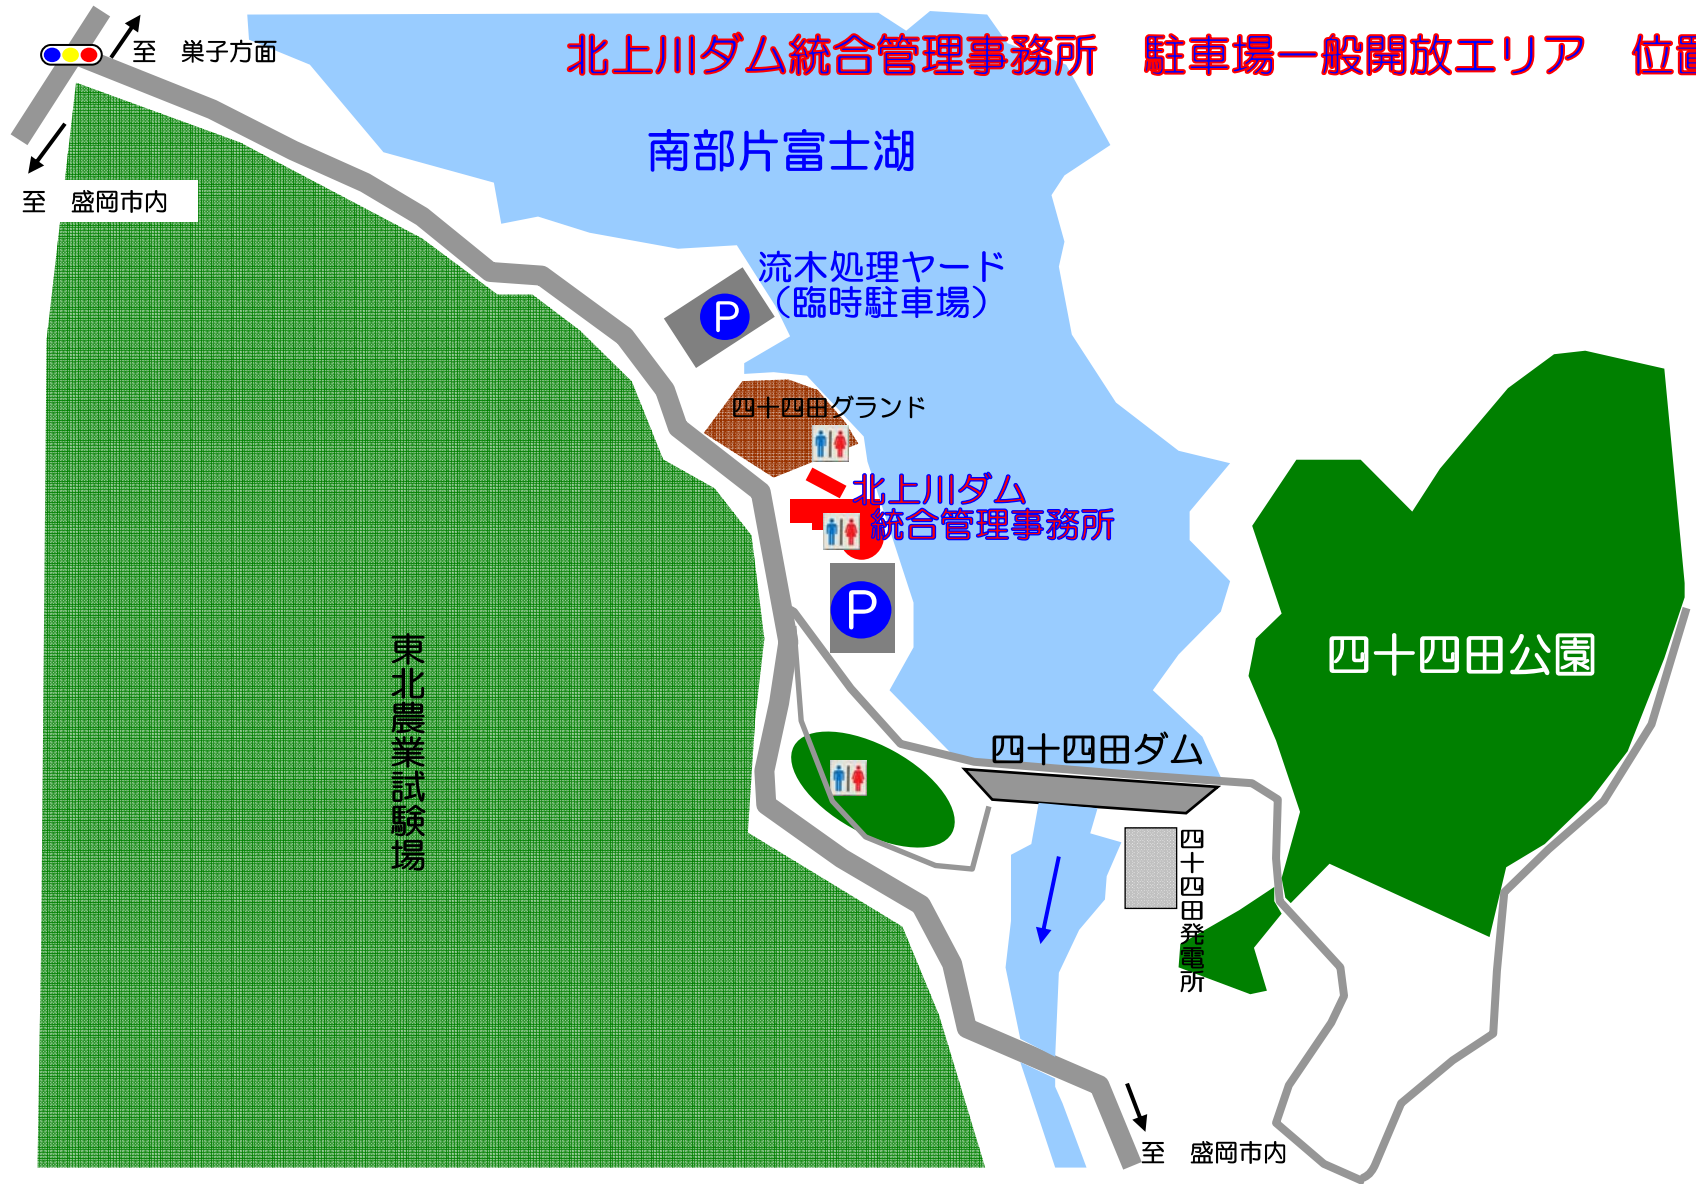 北上川ダム統合管理事務所　駐車場一般開放エリア　位置
至　巣子方面
南部片富士湖
至　盛岡市内
流木処理ヤード
（臨時駐車場）
P
四十四田グランド
北上川ダム
統合管理事務所
P
東北農業試験場
四十四田公園
四十四田ダム
四十四田発電所
至　盛岡市内